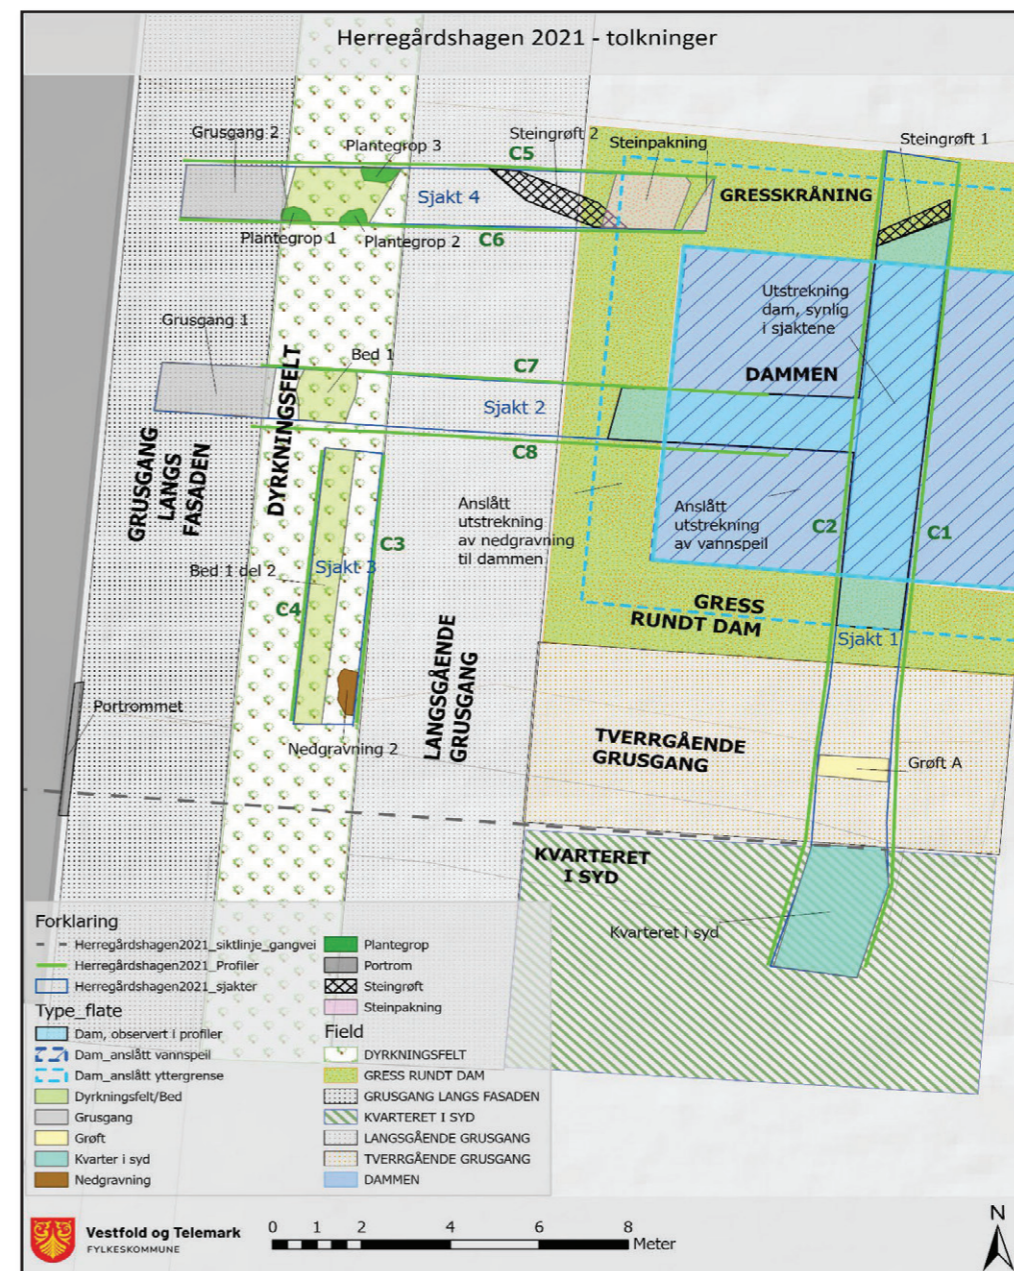 Herregårdshagen 2021 - tolkninger
Grusgang 2
Plantegrop 3
Steingrøft 2
C5
Steinpakning
Steingrøft 1
Sjakt 4
GRESSKRÅNING
Plantegrop 1
Plantegrop 2
C6
Utstrekning
dam, synlig
i sjaktene
Grusgang 1
Bed 1
C7
DAMMEN
Sjakt 2
C8
GRUSGANG
LANGS
FASADEN
DYRKNINGSFELT
Anslått
utstrekning
av nedgravning
til dammen
Anslått
utstrekning
av vannspeil
C2
C1
C3
Bed 1 del 2
Sjakt 3
C4
GRESS
RUNDT DAM
Sjakt 1
LANGSGÅENDE
GRUSGANG
Portrommet
Nedgravning 2
TVERRGÅENDE
GRUSGANG
Grøft A
KVARTERET
I SYD
Kvarteret i syd
Forklaring
Herregårdshagen2021_siktlinje_gangvei
Herregårdshagen2021_Profiler
Herregårdshagen2021_sjakter
Type_flate
Dam, observert i profiler
Dam_anslått vannspeil
Dam_anslått yttergrense
Dyrkningsfelt/Bed
Grusgang
Grøft
Kvarter i syd
Nedgravning
Plantegrop
Portrom
Steingrøft
Steinpakning
Field
DYRKNINGSFELT
GRESS RUNDT DAM
GRUSGANG LANGS FASADEN
KVARTERET I SYD
LANGSGÅENDE GRUSGANG
TVERRGÅENDE GRUSGANG
DAMMEN
Vestfold og Telemark
FYLKESKOMMUNE
0 1 2 4 6 8
Meter
N